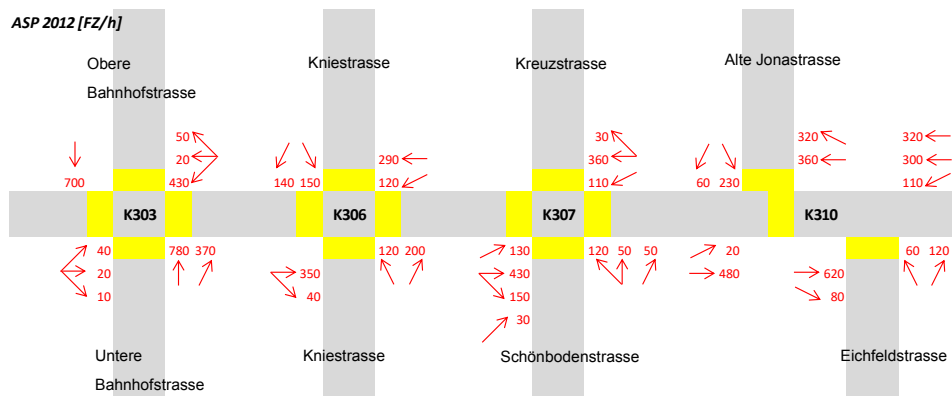 ASP 2012 [FZ/h]
Obere
Bahnhofstrasse
Kniestrasse
Kreuzstrasse
Alte Jonastrasse
50
20
700 430
290
140 150 120
30
360
110
320 320
360 300
60 230 110
K303 K306 K307 K310
40 780 370
20
10
120 200
350
40
130 120 50 50
430
150
30
20 60 120
480 620
80
Untere
Bahnhofstrasse
Kniestrasse
Schönbodenstrasse
Eichfeldstrasse